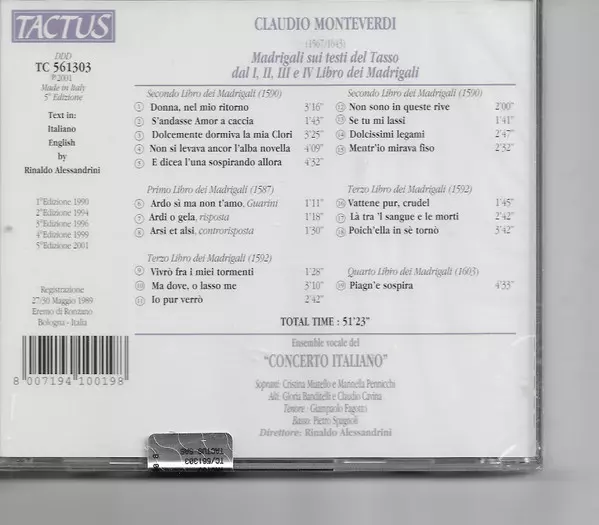 TACTUS
DDD
TC 561303
℗2001
Made in Italy
5ª Edizione
Text in:
Italiano
English
by
Rinaldo Alessandrini
1ª Edizione 1990
2ª Edizione 1994
3ª Edizione 1996
4ª Edizione 1999
5ª Edizione 2001
Registrazione
27/30 Maggio 1989
Eremo di Ronzano
Bologna - Italia
8 007194 100198
CLAUDIO MONTEVERDI
(1567/1643)
Madrigali sui testi del Tasso
dal I, II, III e IV Libro dei Madrigali
Secondo Libro dei Madrigali (1590)
1 Donna, nel mio ritorno 3'16"
2 S'andasse Amor a caccia 1'43"
3 Dolcemente dormiva la mia Clori 3'25"
4 Non si levava ancor l'alba novella 4'09"
5 E dicea l'una sospirando allora 4'32"
Primo Libro dei Madrigali (1587)
6 Ardo sì ma non t'amo, Guarini 1'11"
7 Ardi o gela, risposta 1'18"
8 Arsi et alsi, controrisposta 1'30"
Terzo Libro dei Madrigali (1592)
9 Vivrò fra i miei tormenti 1'28"
10 Ma dove, o lasso me 3'10"
11 Io pur verrò 2'42"
Secondo Libro dei Madrigali (1590)
12 Non sono in queste rive 2'00"
13 Se tu mi lassi 1'41"
14 Dolcissimi legami 2'47"
15 Mentr'io mirava fiso 2'32"
Terzo Libro dei Madrigali (1592)
16 Vattene pur, crudel 1'45"
17 Là tra 'l sangue e le morti 2'42"
18 Poich'ella in sè tornò 3'42"
Quarto Libro dei Madrigali (1603)
19 Piagn'e sospira 4'33"
TOTAL TIME : 51'23"
Ensemble vocale del
"CONCERTO ITALIANO"
Soprani: Cristina Miatello e Marinella Pennicchi
Alti: Gloria Banditelli e Claudio Cavina
Tenore: Giampaolo Fagotto
Basso: Pietro Spagnoli
Direttore: Rinaldo Alessandrini
TACTUS SAS
TC/561303